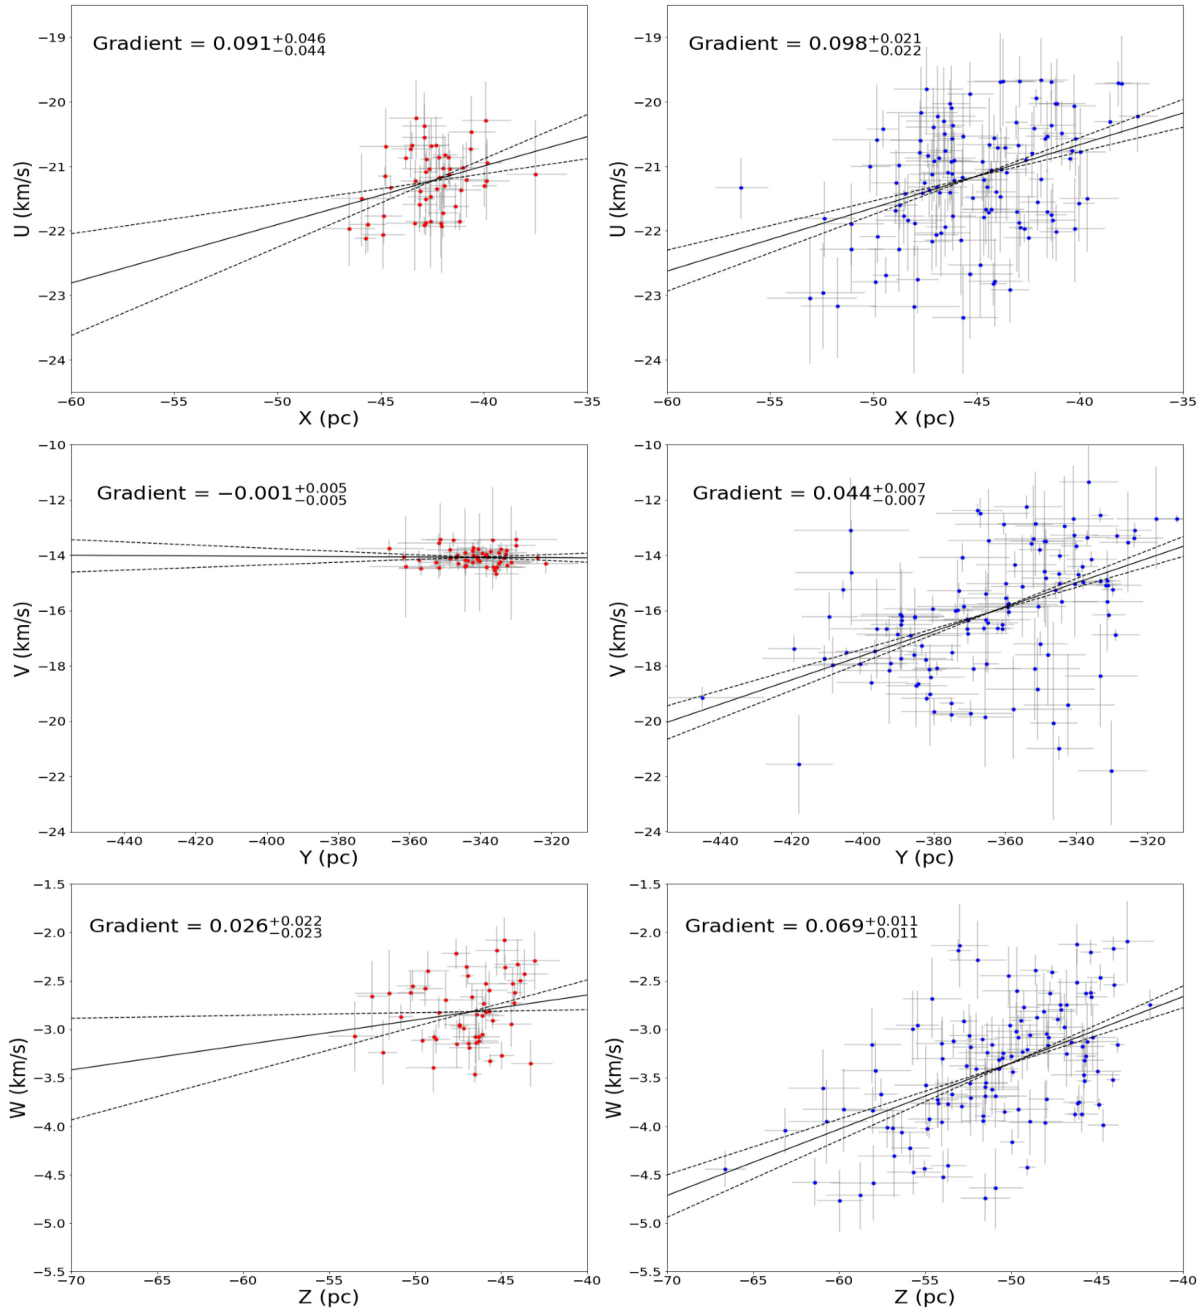 Gradient = 0.091 +0.046 −0.044
−19
−20
−21
−22
−23
−24
U (km/s)
−60 −55 −50 −45 −40 −35
X (pc)
Gradient = 0.098 +0.021 −0.022
−19
−20
−21
−22
−23
−24
U (km/s)
−60 −55 −50 −45 −40 −35
X (pc)
Gradient = −0.001 +0.005 −0.005
−10
−12
−14
−16
−18
−20
−22
−24
V (km/s)
−440 −420 −400 −380 −360 −340 −320
Y (pc)
Gradient = 0.044 +0.007 −0.007
−10
−12
−14
−16
−18
−20
−22
−24
V (km/s)
−440 −420 −400 −380 −360 −340 −320
Y (pc)
Gradient = 0.026 +0.022 −0.023
−1.5
−2.0
−2.5
−3.0
−3.5
−4.0
−4.5
−5.0
−5.5
W (km/s)
−70 −65 −60 −55 −50 −45 −40
Z (pc)
Gradient = 0.069 +0.011 −0.011
−1.5
−2.0
−2.5
−3.0
−3.5
−4.0
−4.5
−5.0
−5.5
W (km/s)
−70 −65 −60 −55 −50 −45 −40
Z (pc)